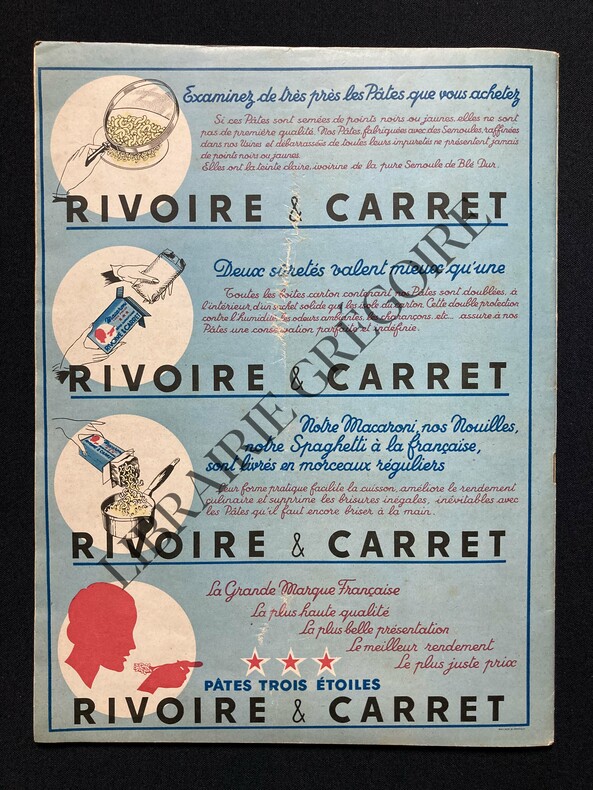 Examinez de très près les Pâtes que vous achetez
Si ces Pâtes sont semées de points noirs ou jaunes, elles ne sont
pas de première qualité. Nos Pâtes, fabriquées avec des Semoules, raffinées
dans nos Usines et débarrassées de toutes leurs impuretés ne présentent jamais
de points noirs ou jaunes.
Elles ont la teinte claire, ivoirine de la pure Semoule de Blé Dur.
RIVOIRE & CARRET
Deux sûretés valent mieux qu'une
Toutes les boîtes carton contenant nos Pâtes sont doublées, à
l'intérieur, d'un sachet solide qui les isole du carton. Cette double protection
contre l'humidité, les odeurs ambiantes, les charançons, etc... assure à nos
Pâtes une conservation parfaite et indéfinie.
RIVOIRE & CARRET
RIVOIRE & CARRET
Notre Macaroni, nos Nouilles,
notre Spaghetti à la française,
sont livrés en morceaux réguliers
Leur forme pratique facilite la cuisson, améliore le rendement
culinaire et supprime les brisures inégales, inévitables avec
les Pâtes qu'il faut encore briser à la main.
RIVOIRE & CARRET
La Grande Marque Française
La plus haute qualité
La plus belle présentation
Le meilleur rendement
Le plus juste prix
PÂTES TROIS ÉTOILES
RIVOIRE & CARRET
LIBRAIRIE GREGOIRE